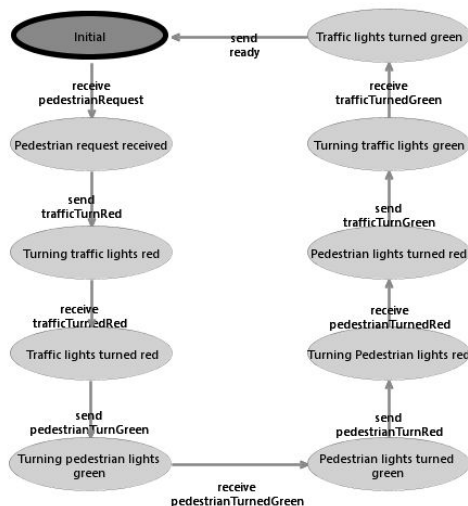 Initial
receive
pedestrianRequest
Pedestrian request received
send
trafficTurnRed
Turning traffic lights red
receive
trafficTurnedRed
Traffic lights turned red
send
pedestrianTurnGreen
Turning pedestrian lights
green
receive
pedestrianTurnedGreen
Pedestrian lights turned
green
send
pedestrianTurnRed
Turning Pedestrian lights red
receive
pedestrianTurnedRed
Pedestrian lights turned red
send
trafficTurnGreen
Turning traffic lights green
receive
trafficTurnedGreen
Traffic lights turned green
send
ready